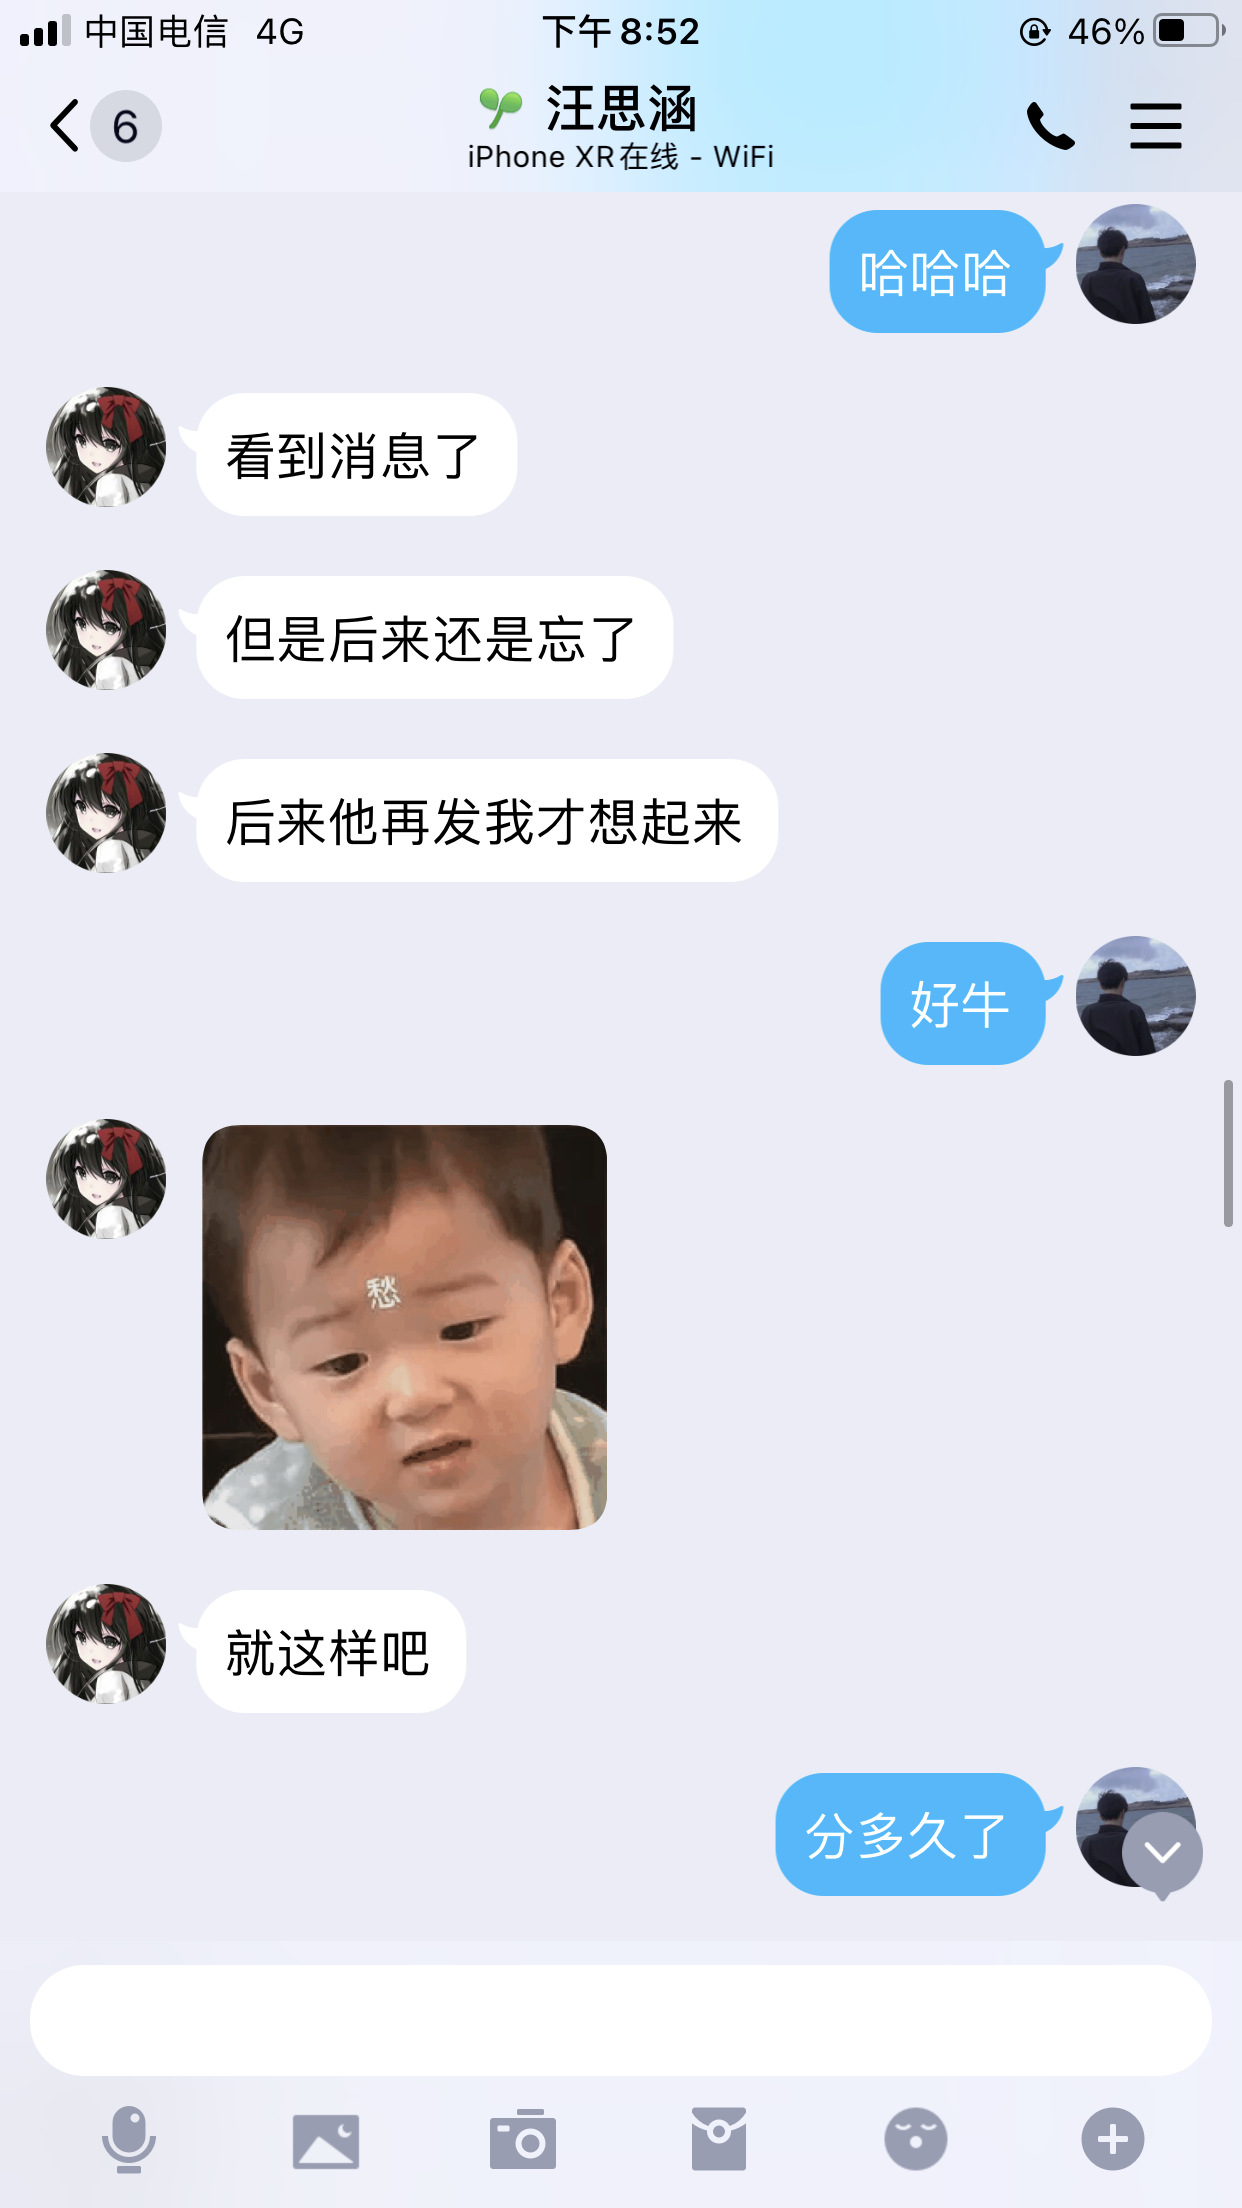 中国电信 4G 下午 8:52 46%
6 汪思涵
iPhone XR在线 - WiFi
哈哈哈
看到消息了
但是后来还是忘了
后来他再发我才想起来
好牛
愁
就这样吧
分多久了